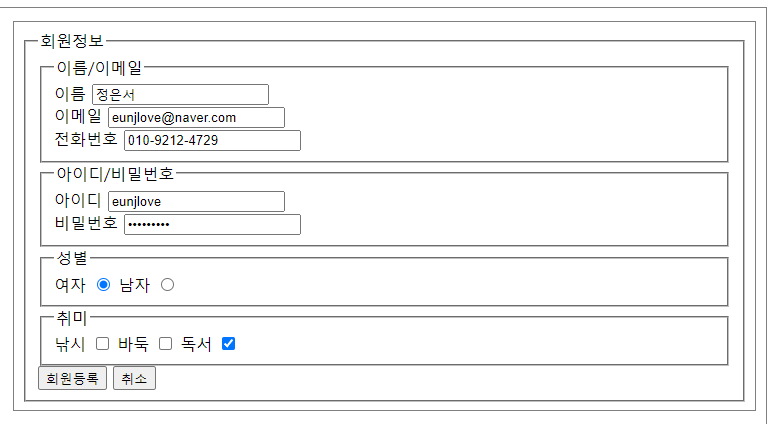 회원정보
이름/이메일
이름 정은서
이메일 eunjlove@naver.com
전화번호 010-9212-4729
아이디/비밀번호
아이디 eunjlove
비밀번호 •••••••••
성별
여자 남자
취미
낚시 바둑 독서
회원등록 취소